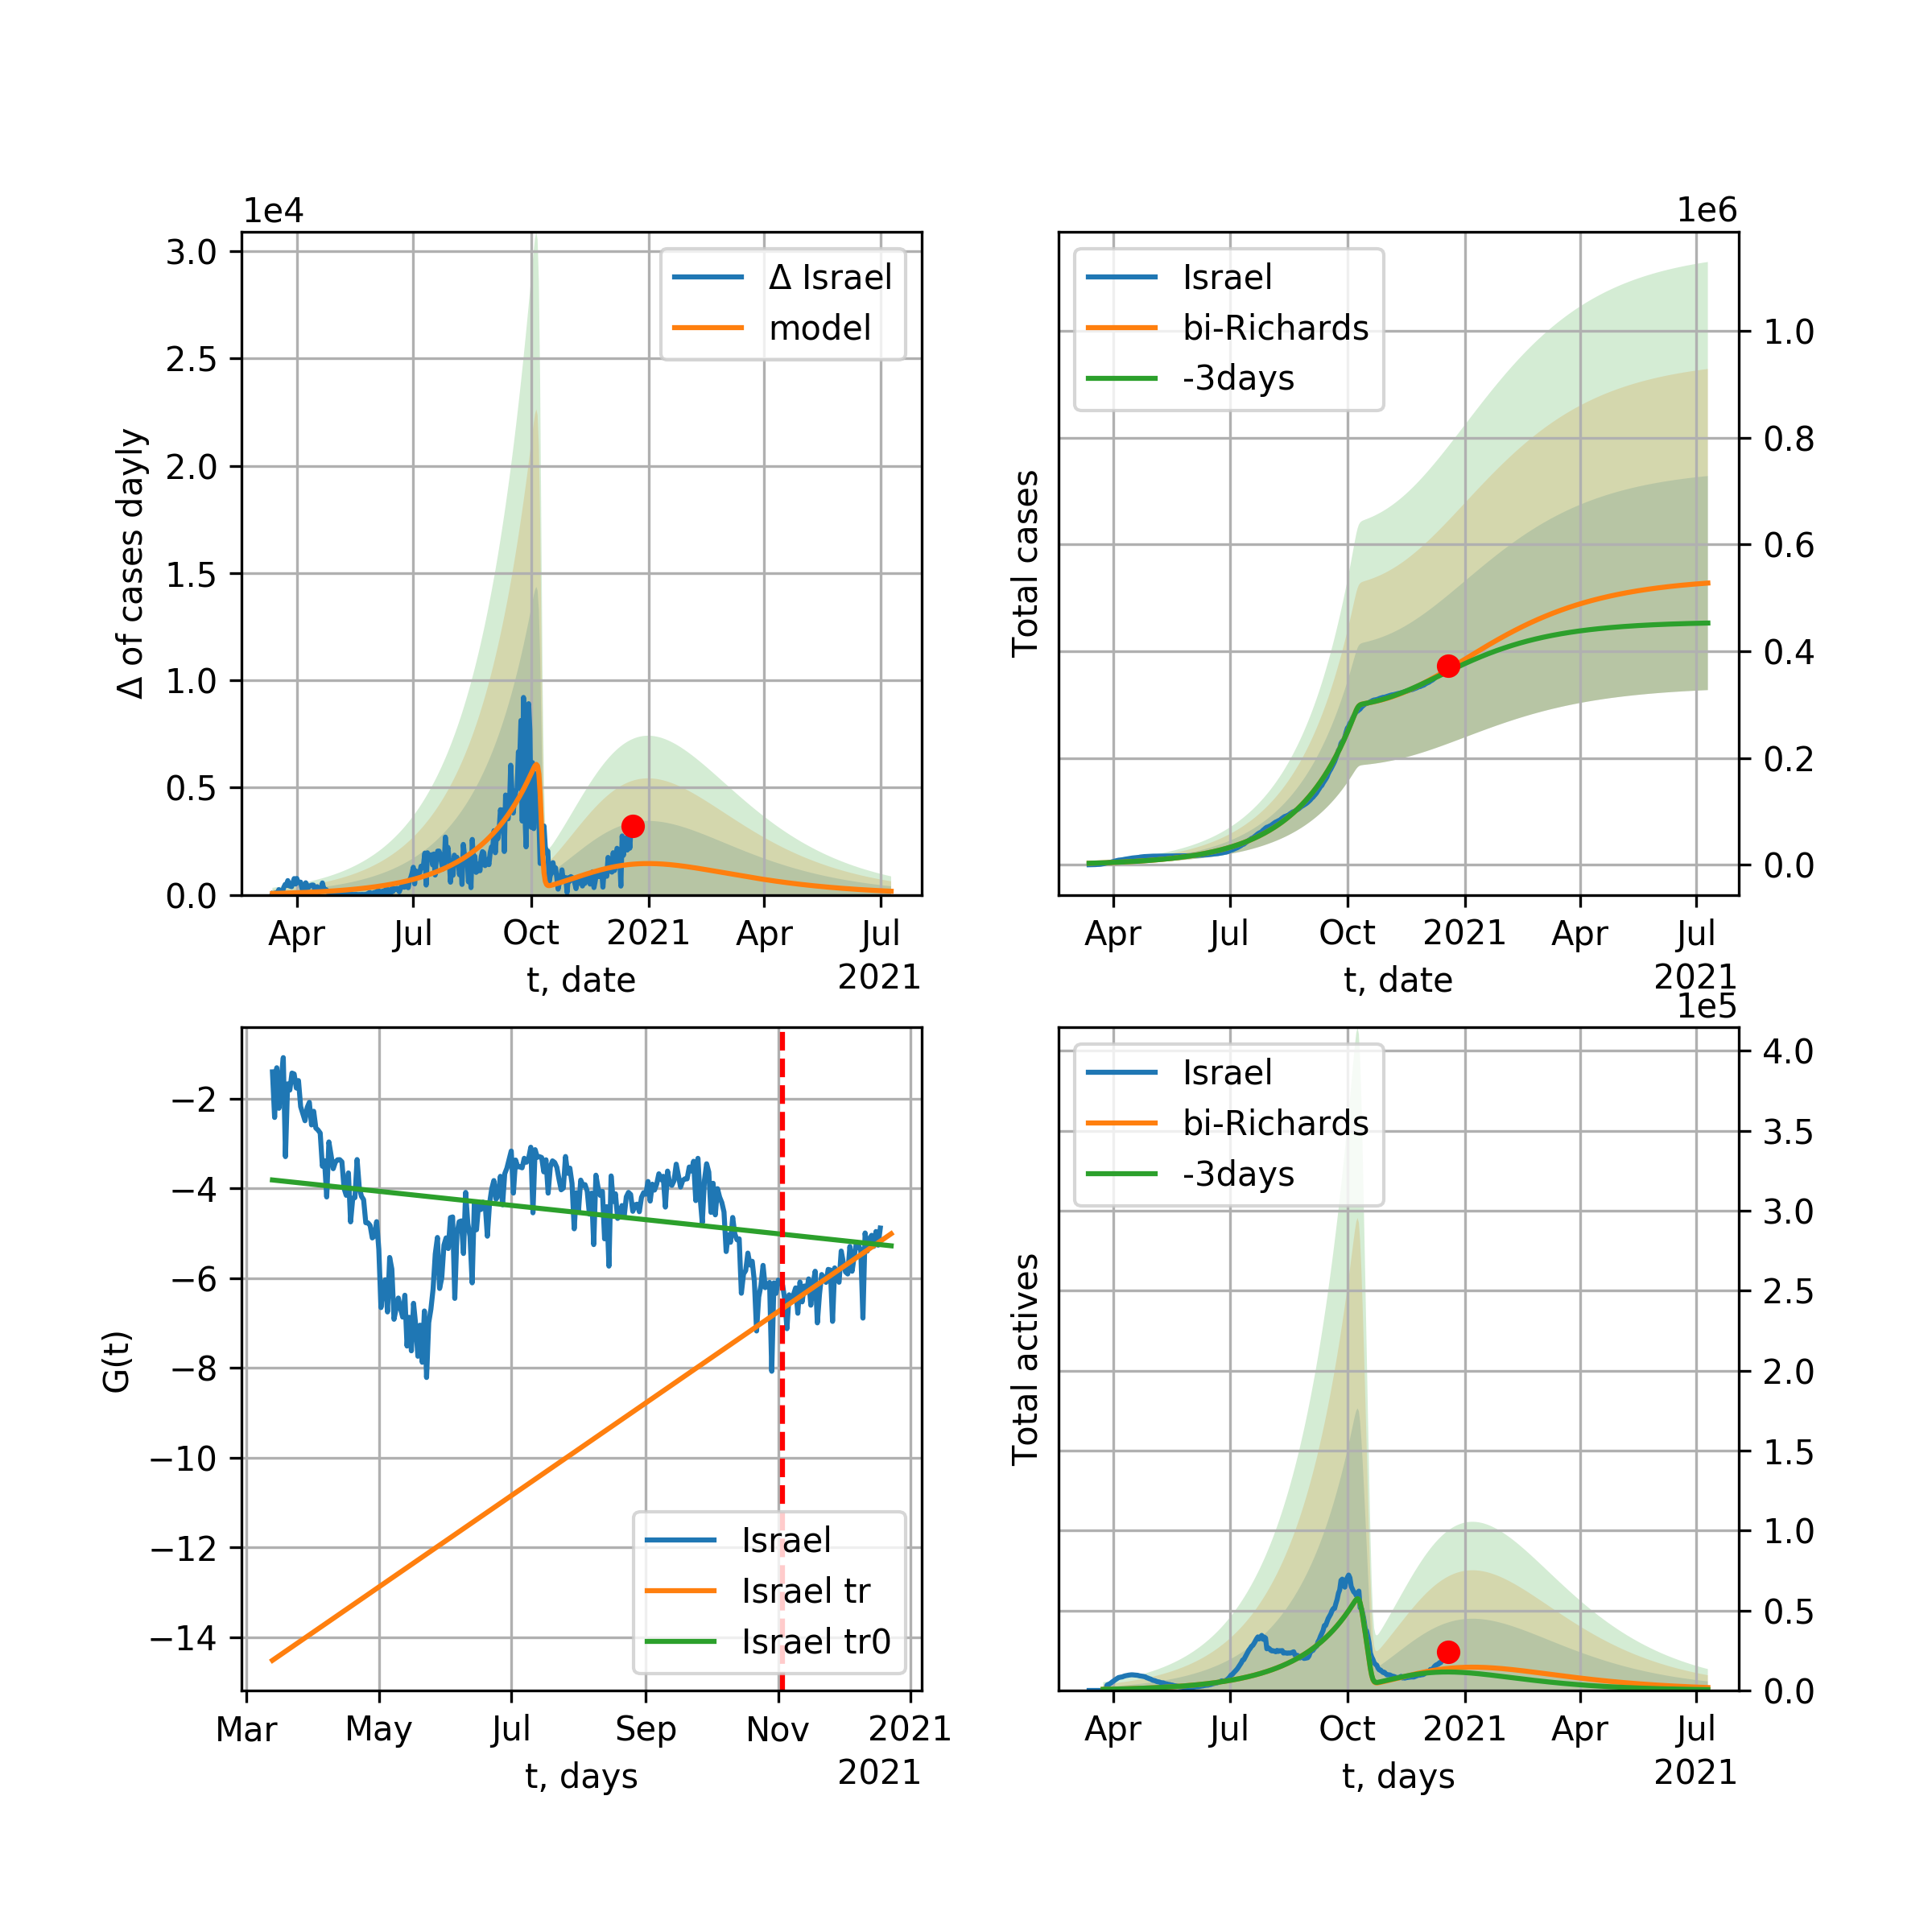 1e4
3.0
2.5
2.0
1.5
1.0
0.5
0.0
Δ of cases dayly
Δ Israel
model
Apr Jul Oct 2021 Apr Jul
2021
t, date
1e6
Israel
bi-Richards
-3days
Total cases
1.0
0.8
0.6
0.4
0.2
0.0
Apr Jul Oct 2021 Apr Jul
2021
t, date
−2
−4
−6
−8
−10
−12
−14
G(t)
Israel
Israel tr
Israel tr0
Mar May Jul Sep Nov 2021
2021
t, days
1e5
Israel
bi-Richards
-3days
Total actives
4.0
3.5
3.0
2.5
2.0
1.5
1.0
0.5
0.0
Apr Jul Oct 2021 Apr Jul
2021
t, days